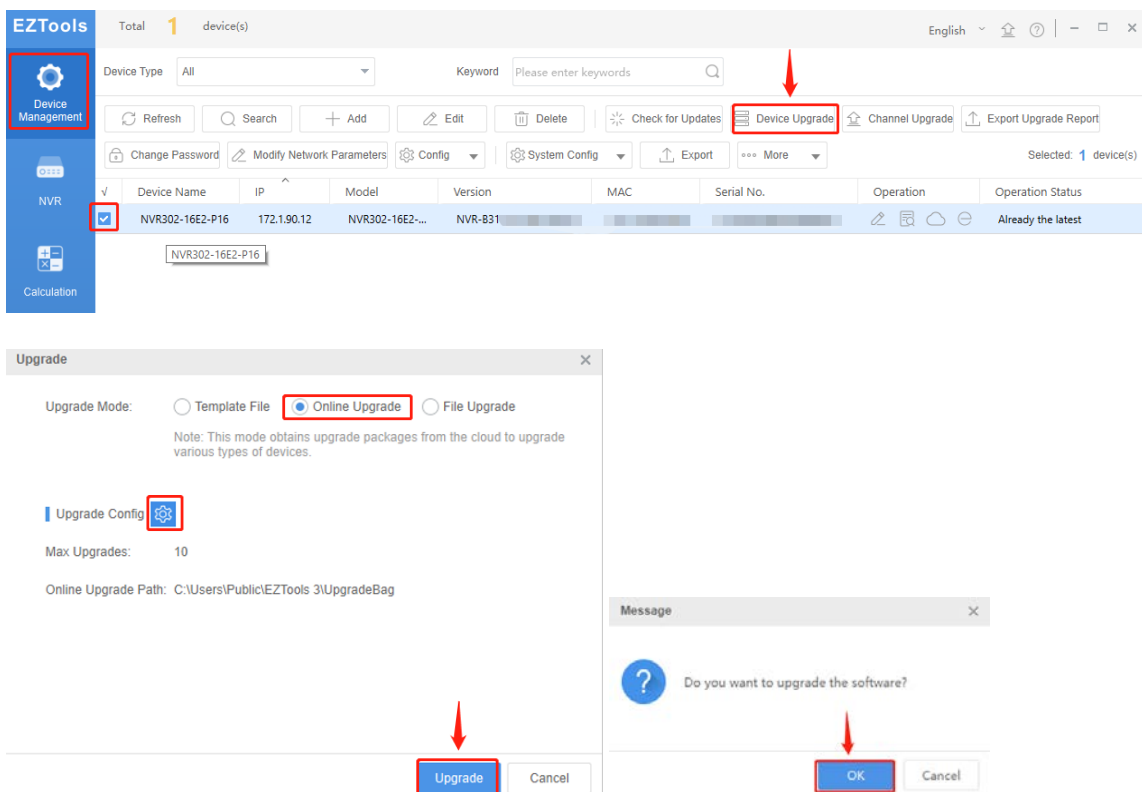 EZTools Total 1 device(s) English
Device Type All Keyword Please enter keywords
Device Management
Refresh Search Add Edit Delete Check for Updates Device Upgrade Channel Upgrade Export Upgrade Report
Change Password Modify Network Parameters Config System Config Export More Selected: 1 device(s)
NVR
√ Device Name IP Model Version MAC Serial No. Operation Operation Status
NVR302-16E2-P16 172.1.90.12 NVR302-16E2-... NVR-B31 Already the latest
NVR302-16E2-P16
Calculation
Upgrade
Upgrade Mode: Template File Online Upgrade File Upgrade
Note: This mode obtains upgrade packages from the cloud to upgrade
various types of devices.
Upgrade Config
Max Upgrades: 10
Online Upgrade Path: C:\Users\Public\EZTools 3\UpgradeBag
Upgrade Cancel
Message
Do you want to upgrade the software?
OK Cancel